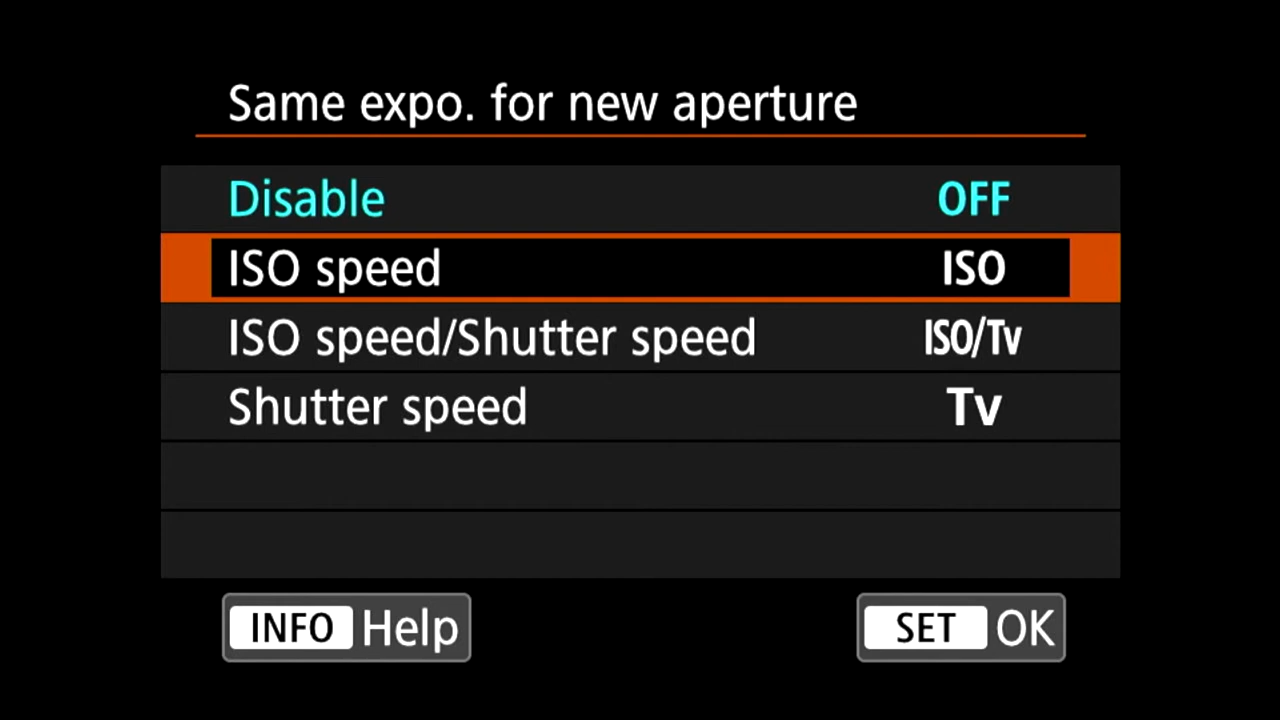 Same expo. for new aperture
Disable OFF
ISO speed ISO
ISO speed/Shutter speed ISO/Tv
Shutter speed Tv
INFO Help SET OK